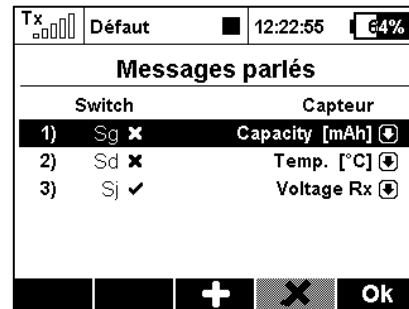 Tx Défaut 12:22:55 64%
Messages parlés
Switch Capteur
1) Sg Capacity [mAh]
2) Sd Temp. [°C]
3) Sj Voltage Rx
Ok